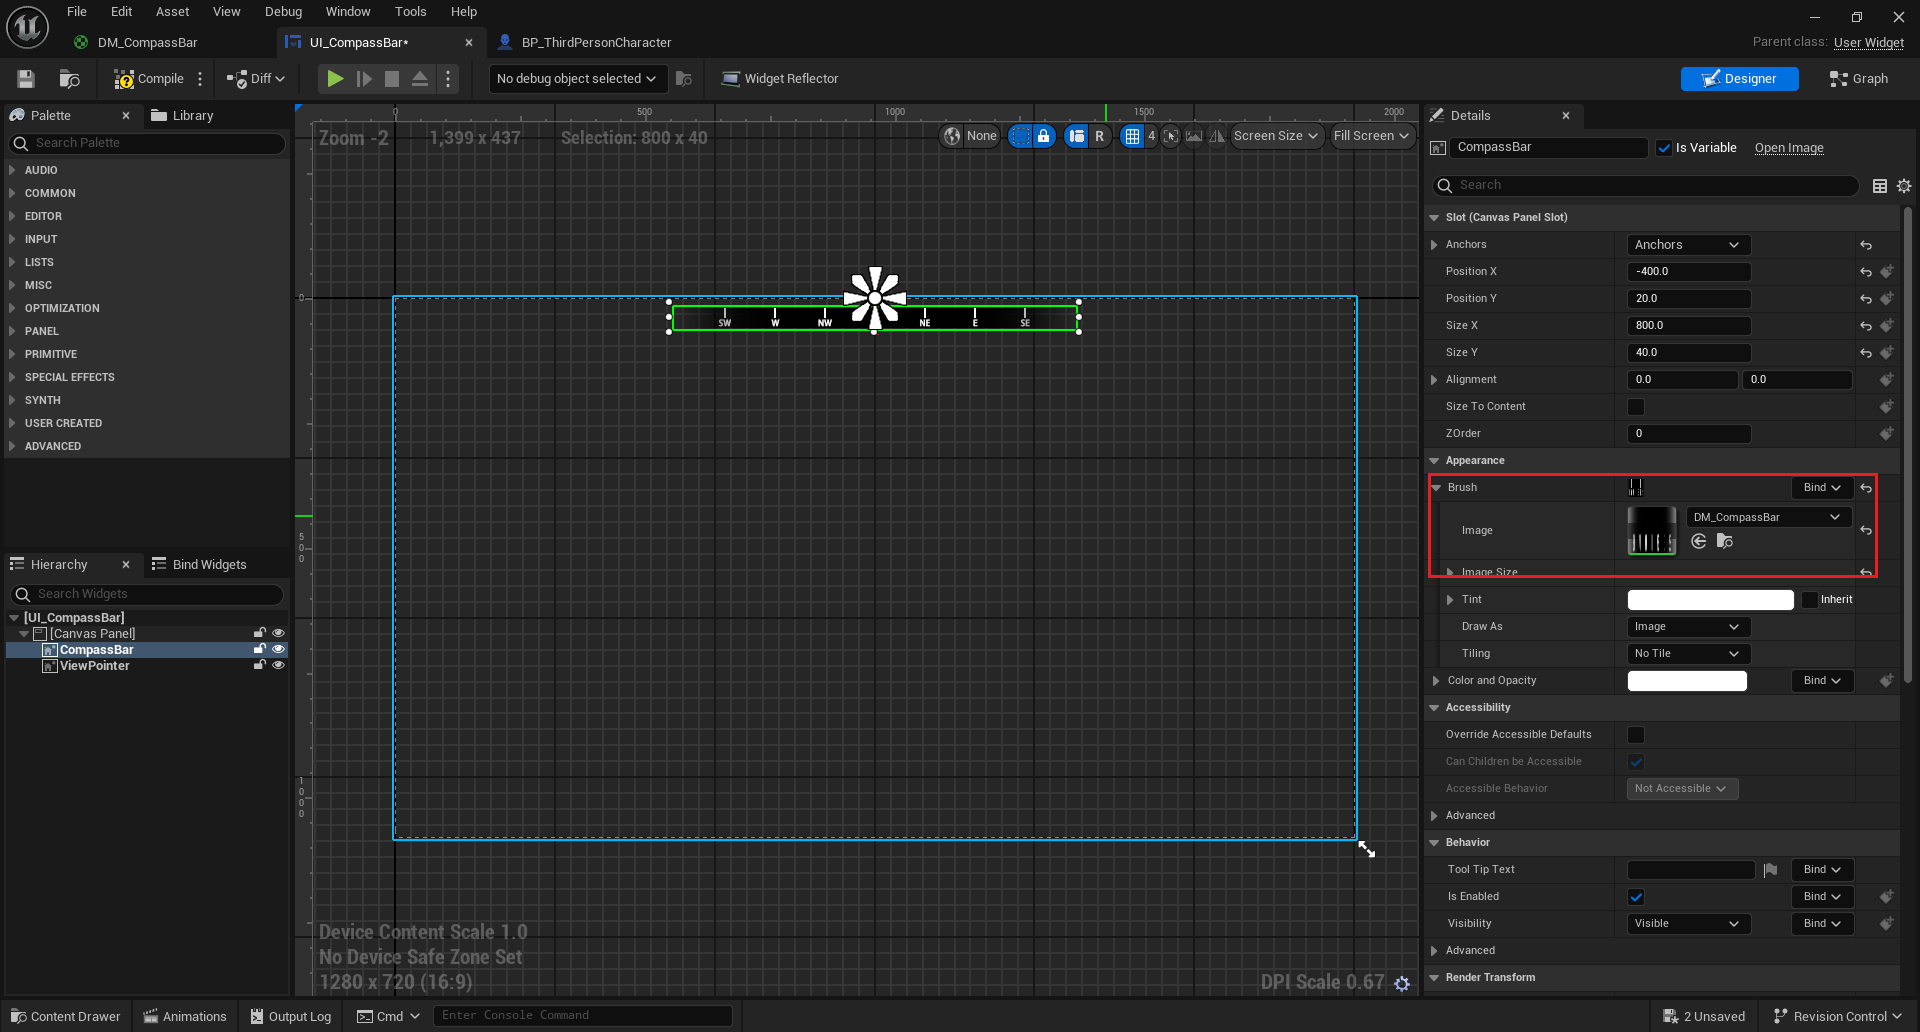 File Edit Asset View Debug Window Tools Help
DM_CompassBar UI_CompassBar* BP_ThirdPersonCharacter
Parent class: User Widget
Compile Diff No debug object selected Widget Reflector Designer Graph
Palette Library
Search Palette
AUDIO
COMMON
EDITOR
INPUT
LISTS
MISC
OPTIMIZATION
PANEL
PRIMITIVE
SPECIAL EFFECTS
SYNTH
USER CREATED
ADVANCED
Hierarchy Bind Widgets
Search Widgets
[UI_CompassBar]
[Canvas Panel]
CompassBar
ViewPointer
0 500 1000 1500 2000
Zoom -2 1,399 x 437 Selection: 800 x 40
None R 4 Screen Size Fill Screen
0
500
1000
SW W NW NE E SE
Device Content Scale 1.0
No Device Safe Zone Set
1280 x 720 (16:9)
DPI Scale 0.67
Details
CompassBar Is Variable Open Image
Search
Slot (Canvas Panel Slot)
Anchors Anchors
Position X -400.0
Position Y 20.0
Size X 800.0
Size Y 40.0
Alignment 0.0 0.0
Size To Content
ZOrder 0
Appearance
Brush Bind
Image DM_CompassBar
Image Size
Tint Inherit
Draw As Image
Tiling No Tile
Color and Opacity Bind
Accessibility
Override Accessible Defaults
Can Children be Accessible
Accessible Behavior Not Accessible
Advanced
Behavior
Tool Tip Text Bind
Is Enabled Bind
Visibility Visible Bind
Advanced
Render Transform
Content Drawer Animations Output Log Cmd Enter Console Command 2 Unsaved Revision Control